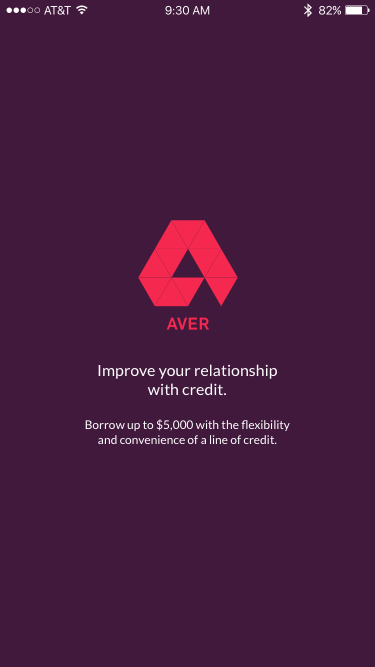 AT&T 9:30 AM 82%
AVER
Improve your relationship
with credit.
Borrow up to $5,000 with the flexibility
and convenience of a line of credit.